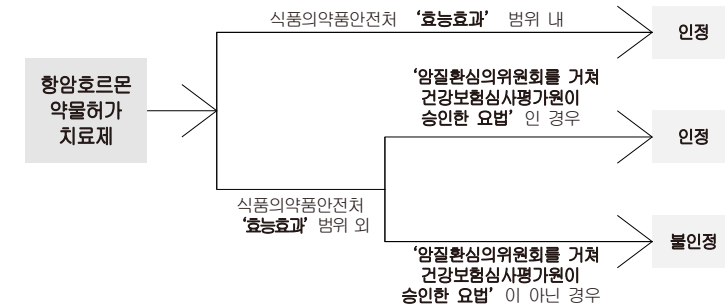 식품의약품안전처 '효능효과' 범위 내
인정
항암호르몬
약물허가
치료제
'암질환심의위원회를 거쳐
건강보험심사평가원이
승인한 요법' 인 경우
인정
식품의약품안전처
'효능효과' 범위 외
불인정
'암질환심의위원회를 거쳐
건강보험심사평가원이
승인한 요법' 이 아닌 경우